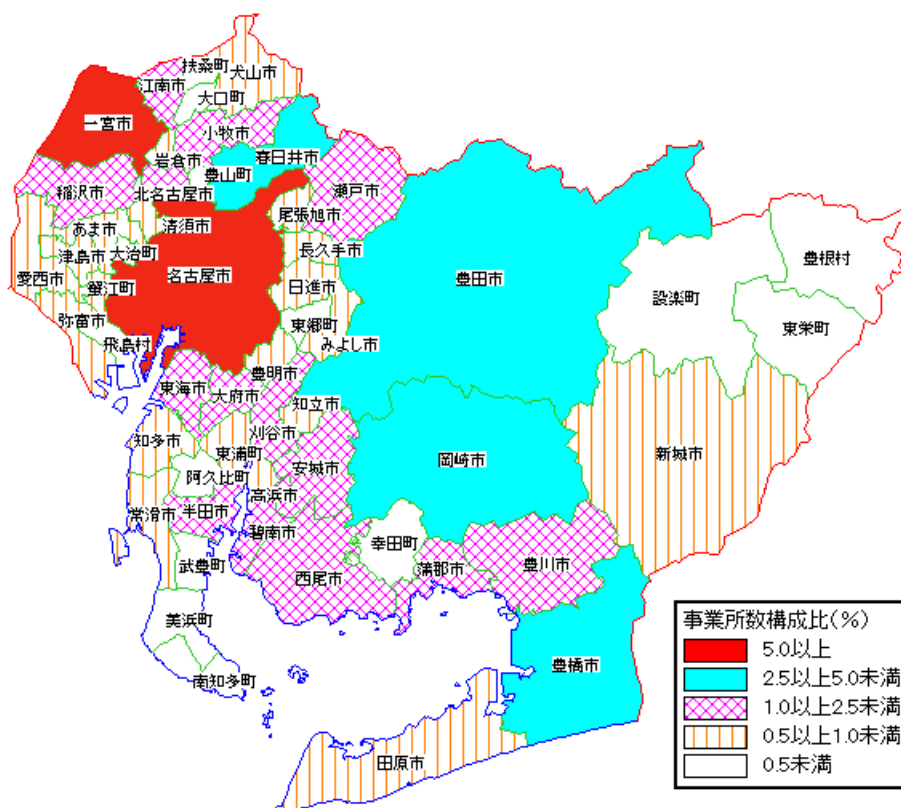 扶桑町
犬山市
江南市
大口町
一宮市
小牧市
岩倉市
春日井市
豊山町
稲沢市
北名古屋市
瀬戸市
尾張旭市
清須市
あま市
長久手市
津島市
大治町
愛西市
名古屋市
豊田市
豊根村
蟹江町
日進市
設楽町
弥富市
東郷町
東栄町
飛島村
みよし市
豊明市
東海市
大府市
知立市
刈谷市
知多市
東浦町
岡崎市
新城市
安城市
阿久比町
高浜市
半田市
常滑市
碧南市
幸田町
武豊町
西尾市
蒲郡市
豊川市
美浜町
南知多町
豊橋市
田原市
事業所数構成比(%)
5.0以上
2.5以上5.0未満
1.0以上2.5未満
0.5以上1.0未満
0.5未満